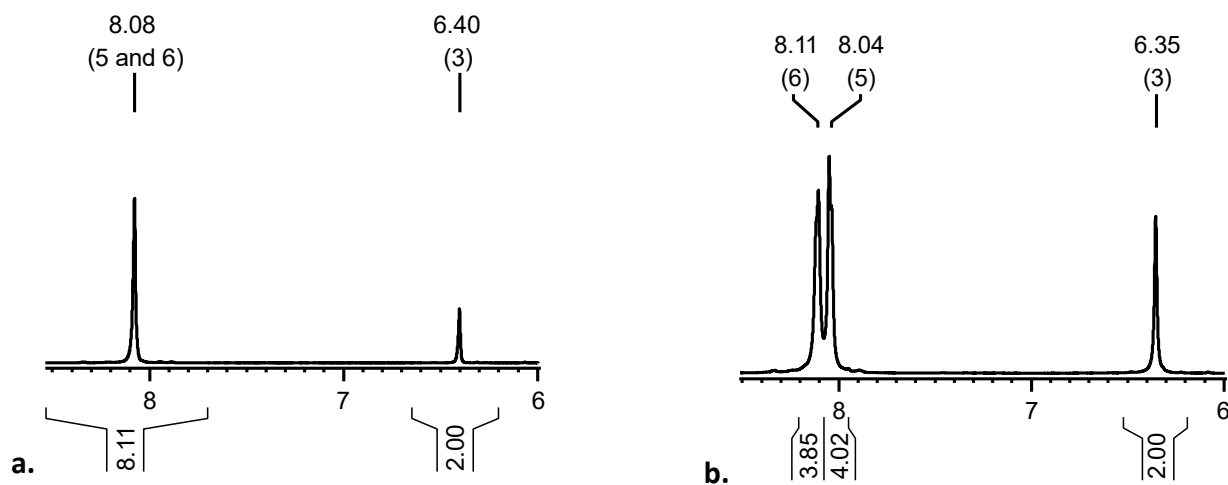 8.08
(5 and 6)
6.40
(3)
8 7 6
8.11
2.00
a.
8.11 8.04
(6) (5)
6.35
(3)
8 7 6
3.85
4.02
2.00
b.